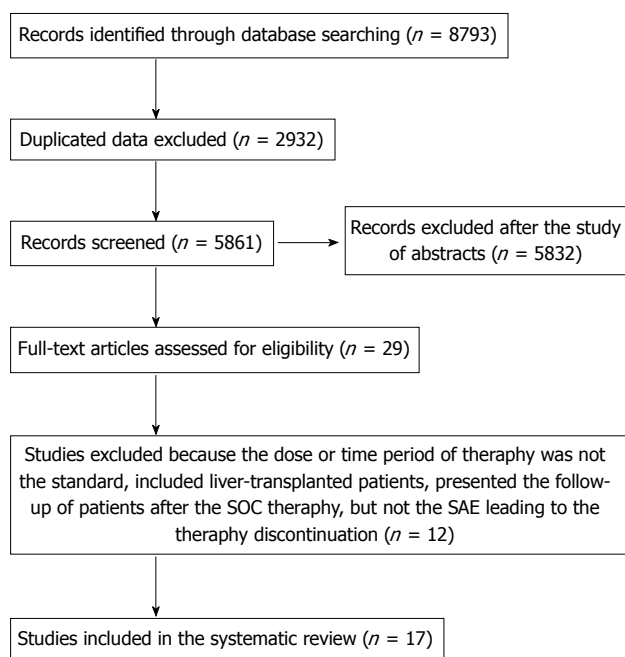 Records identified through database searching (n = 8793)
Duplicated data excluded (n = 2932)
Records screened (n = 5861)
Records excluded after the study
of abstracts (n = 5832)
Full-text articles assessed for eligibility (n = 29)
Studies excluded because the dose or time period of theraphy was not
the standard, included liver-transplanted patients, presented the follow-
up of patients after the SOC theraphy, but not the SAE leading to the
theraphy discontinuation (n = 12)
Studies included in the systematic review (n = 17)